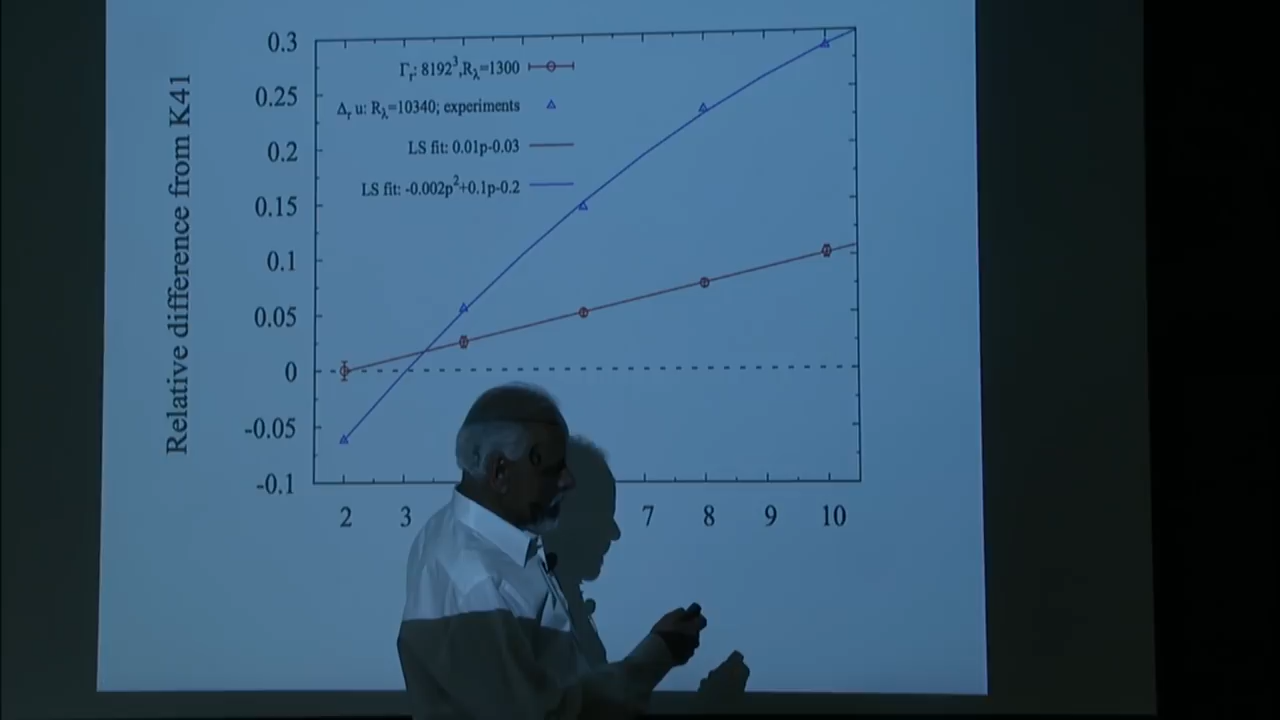 Relative difference from K41
0.3
0.25
0.2
0.15
0.1
0.05
0
-0.05
-0.1
Γr: 8192³,Rλ=1300
Δr u: Rλ=10340; experiments
LS fit: 0.01p-0.03
LS fit: -0.002p²+0.1p-0.2
2 3 7 8 9 10